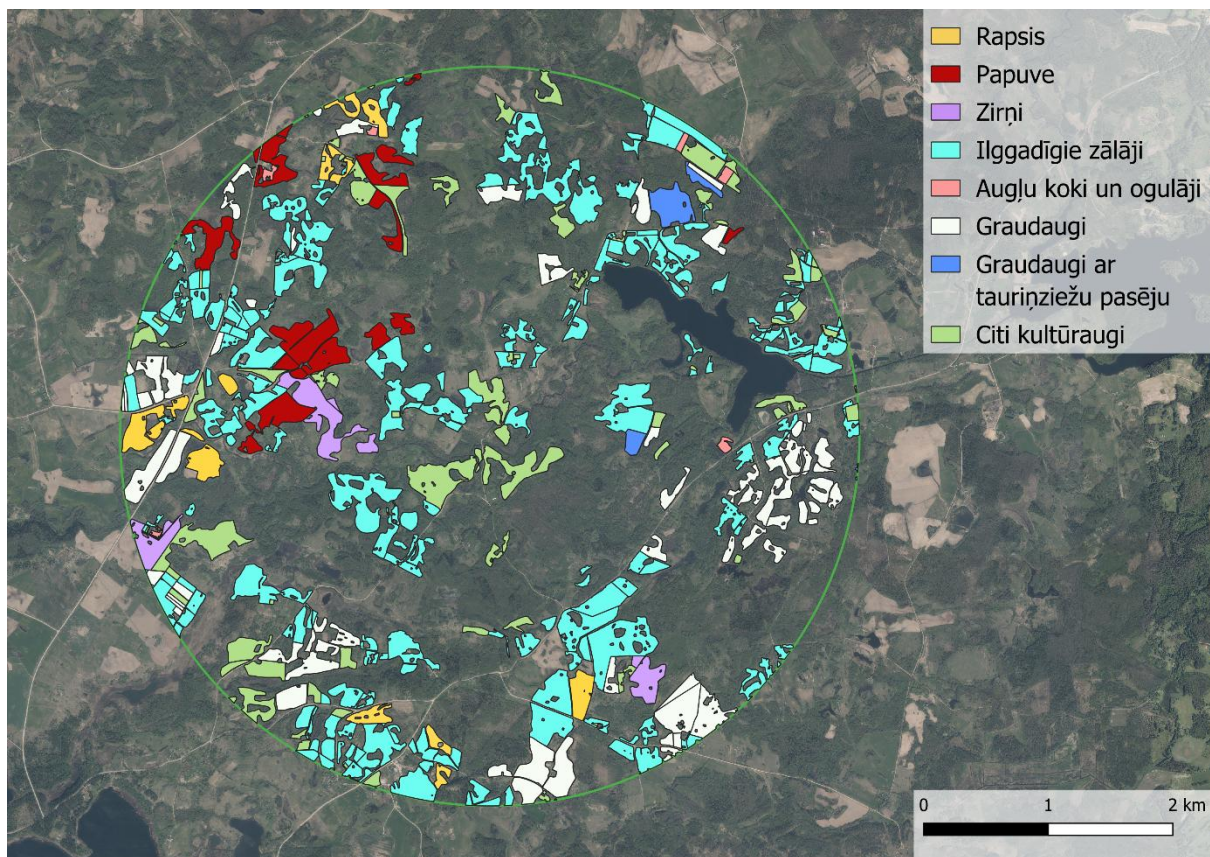 Rapsis
Papuve
Zirņi
Ilggadīgie zālāji
Augļu koki un ogulāji
Graudaugi
Graudaugi ar
tauriņziežu pasēju
Citi kultūraugi
0 1 2 km